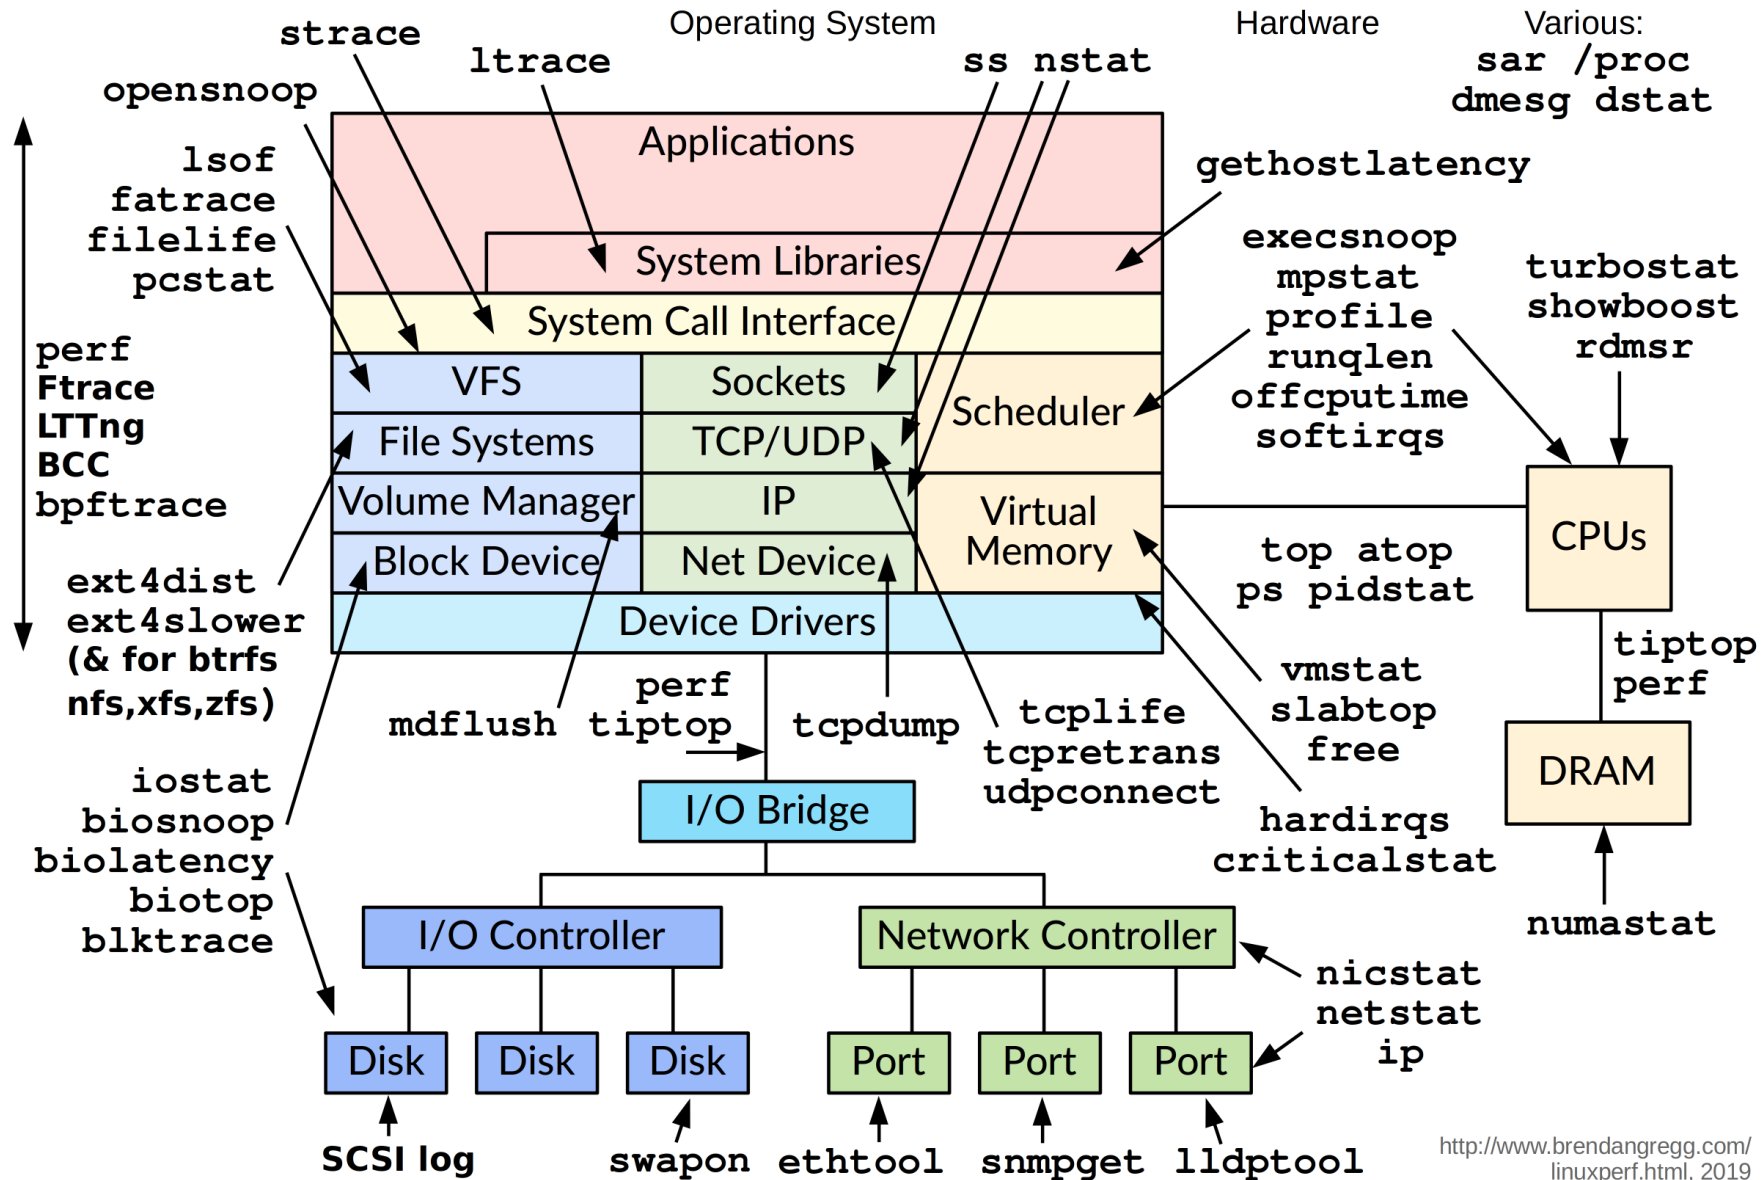 Operating System
Hardware
Various:
sar /proc
dmesg dstat
strace
ltrace
ss nstat
opensnoop
lsof
fatrace
filelife
pcstat
gethostlatency
execsnoop
mpstat
profile
runqlen
offcputime
softirqs
turbostat
showboost
rdmsr
Applications
System Libraries
System Call Interface
VFS
Sockets
Scheduler
File Systems
TCP/UDP
Volume Manager
IP
Virtual
Memory
Block Device
Net Device
Device Drivers
perf
Ftrace
LTTng
BCC
bpftrace
ext4dist
ext4slower
(& for btrfs
nfs,xfs,zfs)
CPUs
top atop
ps pidstat
tiptop
perf
DRAM
numastat
vmstat
slabtop
free
hardirqs
criticalstat
mdflush
perf
tiptop
tcpdump
tcplife
tcpretrans
udpconnect
iostat
biosnoop
biolatency
biotop
blktrace
I/O Bridge
I/O Controller
Network Controller
nicstat
netstat
ip
Disk
Disk
Disk
Port
Port
Port
SCSI log
swapon
ethtool
snmpget
lldptool
http://www.brendangregg.com/
linuxperf.html, 2019